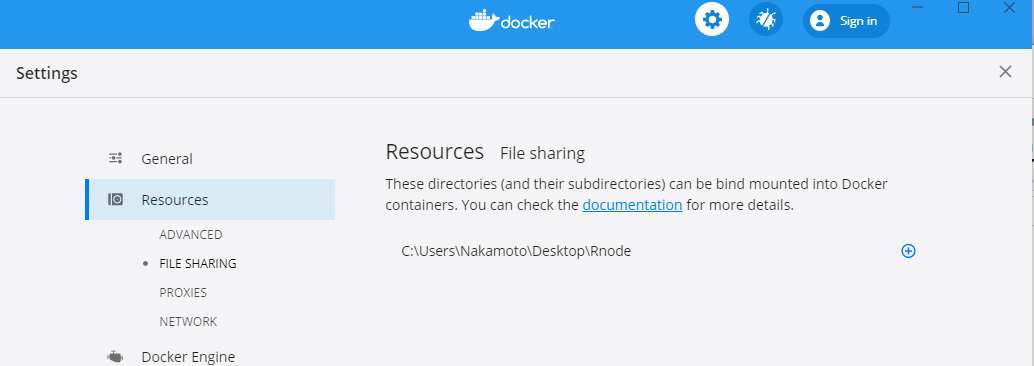 docker
Sign in
Settings
General
Resources
ADVANCED
FILE SHARING
PROXIES
NETWORK
Docker Engine
Resources File sharing
These directories (and their subdirectories) can be bind mounted into Docker
containers. You can check the documentation for more details.
C:\Users\Nakamoto\Desktop\Rnode